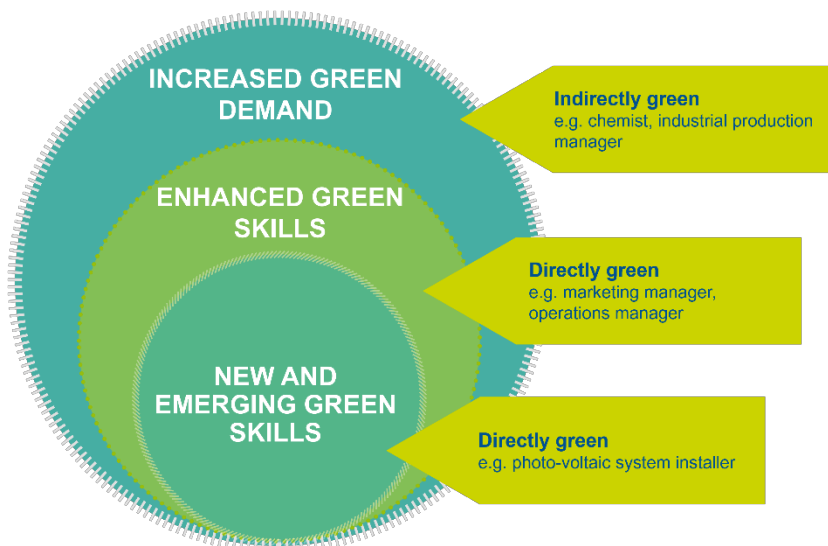 INCREASED GREEN
DEMAND
Indirectly green
e.g. chemist, industrial production
manager
ENHANCED GREEN
SKILLS
Directly green
e.g. marketing manager,
operations manager
NEW AND
EMERGING GREEN
SKILLS
Directly green
e.g. photo-voltaic system installer